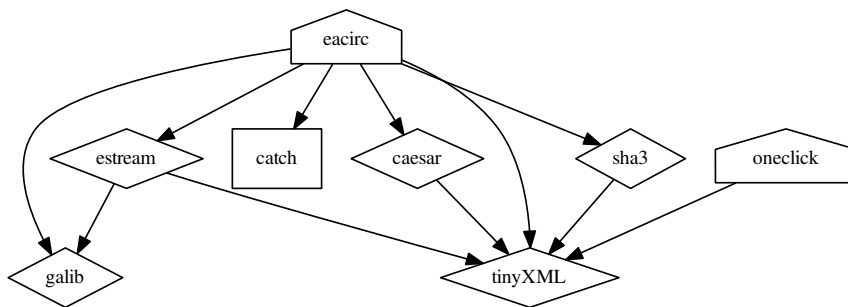 eacirc
estream
catch
caesar
sha3
oneclick
galib
tinyXML